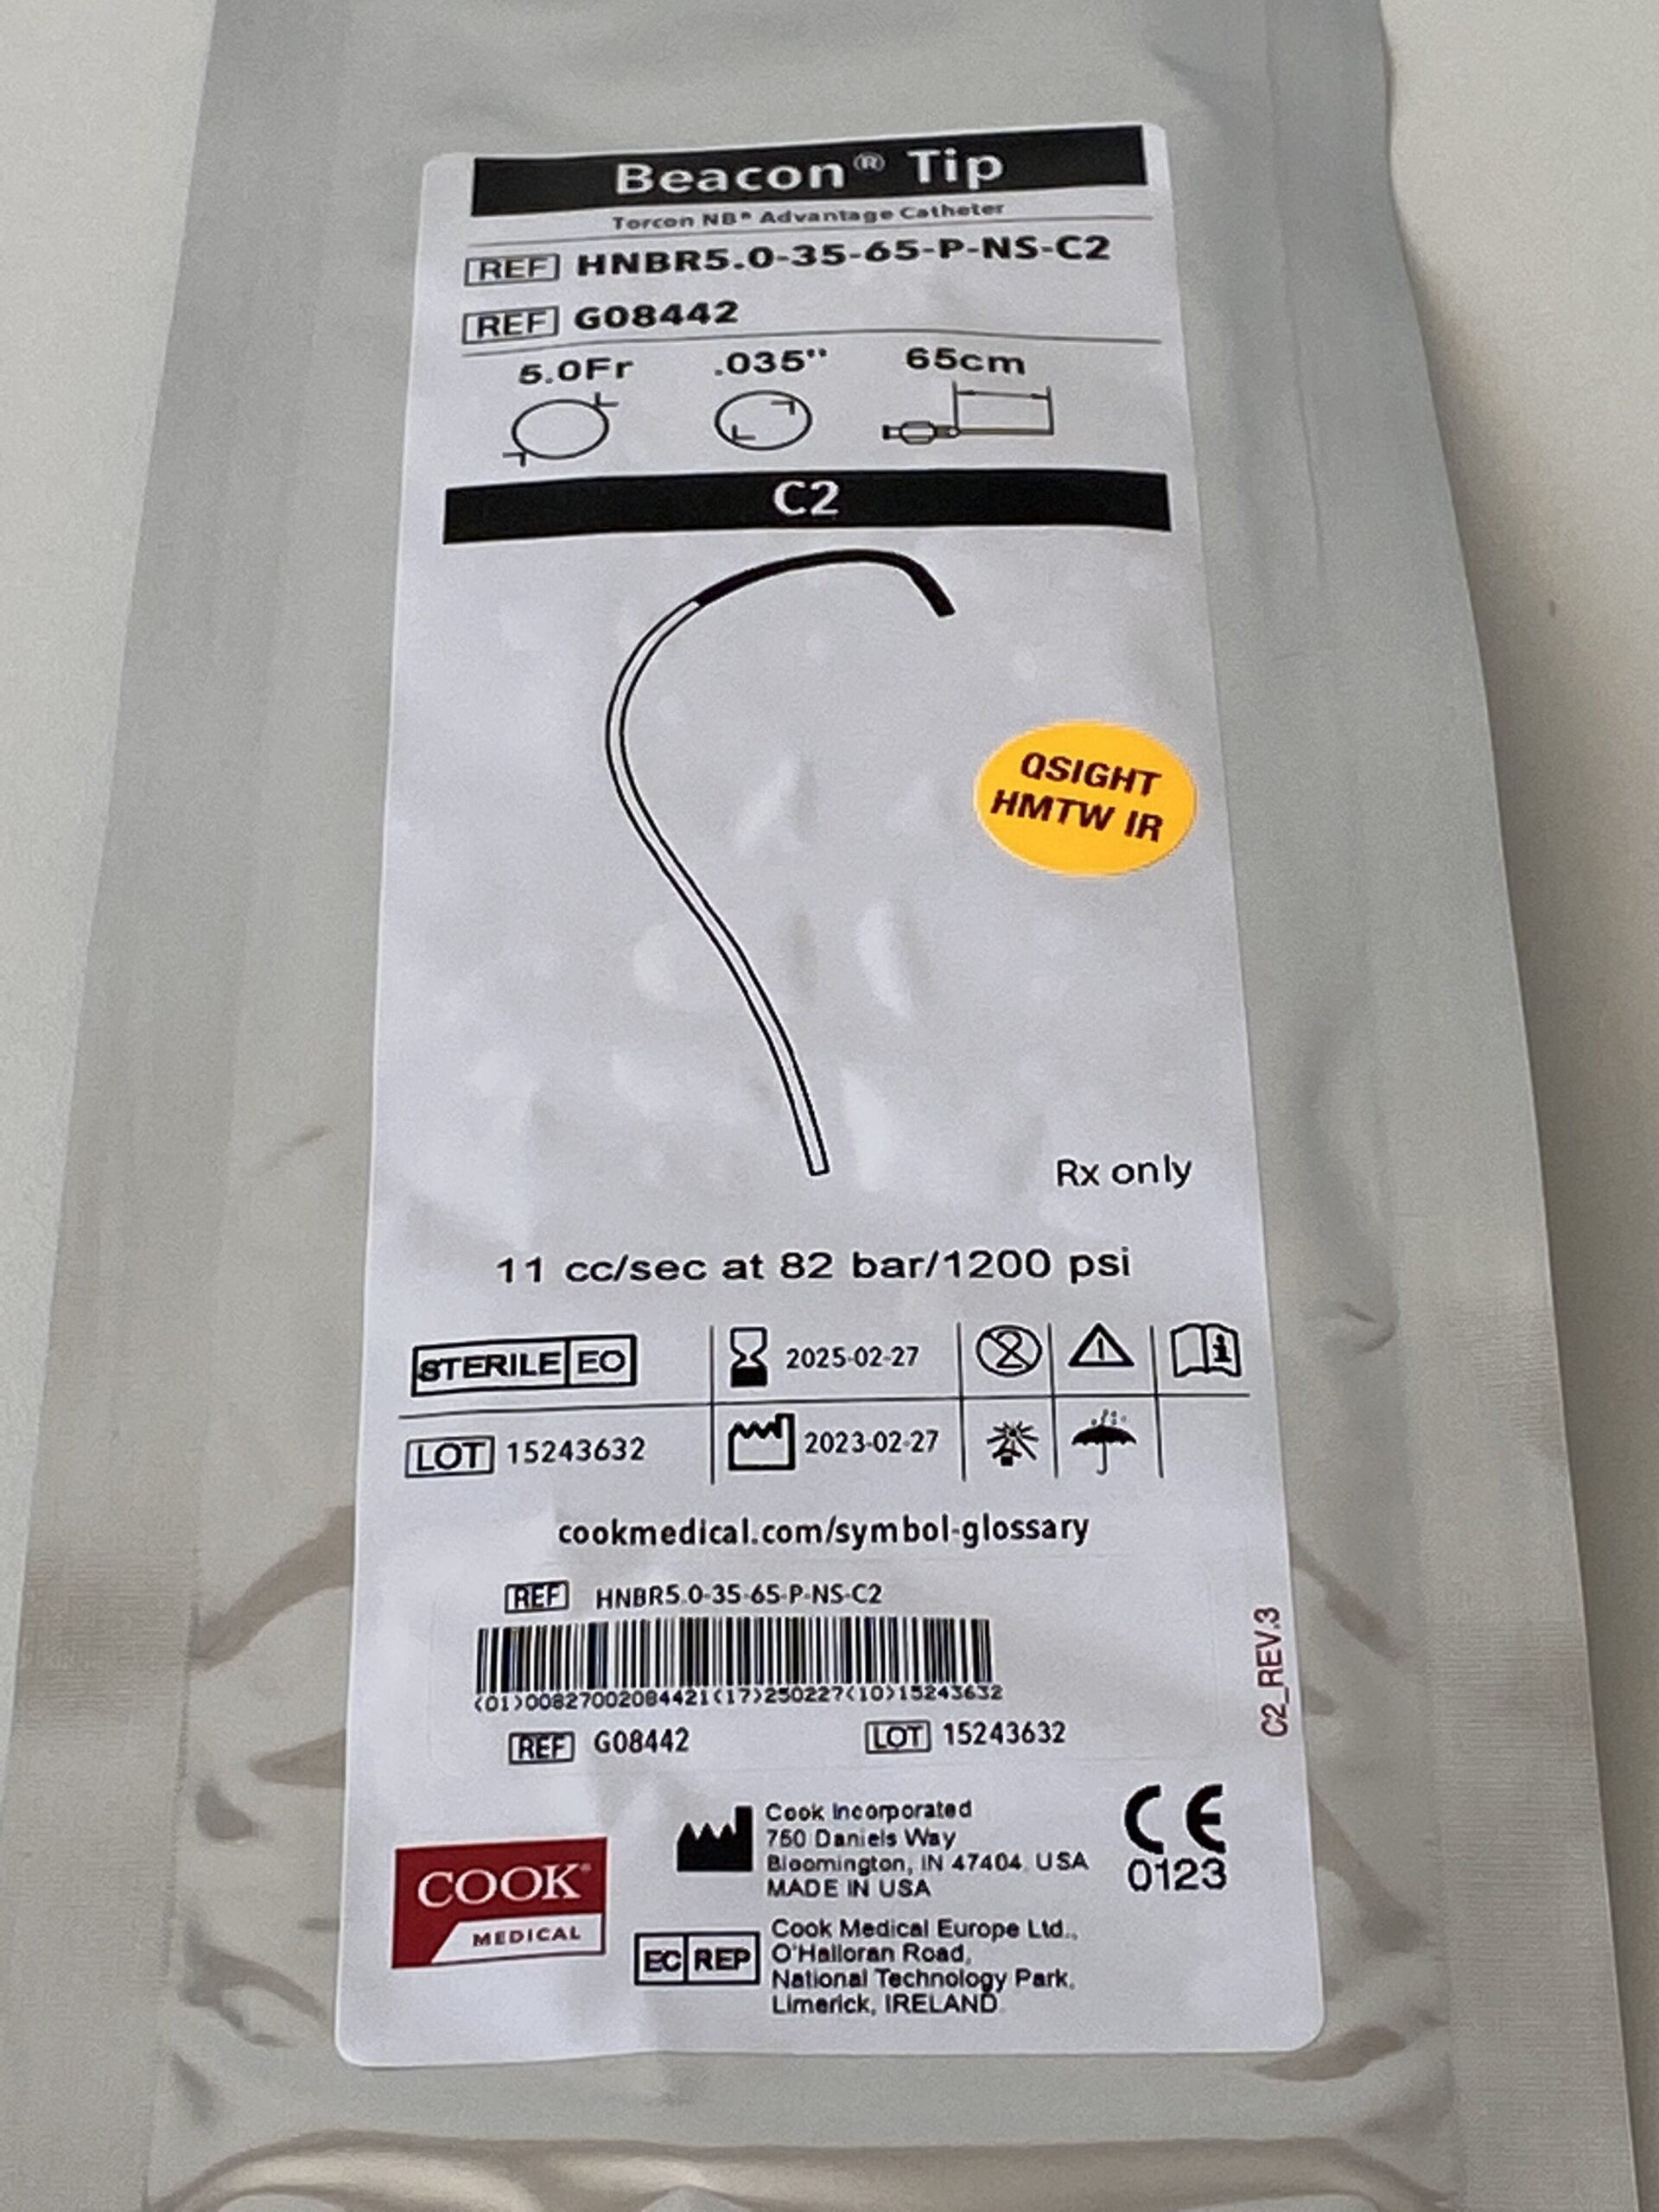 Beacon® Tip
Torcon NB® Advantage Catheter
REF HNBR5.0-35-65-P-NS-C2
REF G08442
5.0Fr .035" 65cm
C2
QSIGHT
HMTW IR
Rx only
11 cc/sec at 82 bar/1200 psi
STERILE EO 2025-02-27
LOT 15243632 2023-02-27
cookmedical.com/symbol-glossary
REF HNBR5.0-35-65-P-NS-C2
(01)00827002084421(17)250227(10)15243632
REF G08442 LOT 15243632
C2_REV.3
COOK®
MEDICAL
Cook Incorporated
750 Daniels Way
Bloomington, IN 47404, USA
MADE IN USA
CE
0123
EC REP
Cook Medical Europe Ltd.,
O'Halloran Road,
National Technology Park,
Limerick, IRELAND